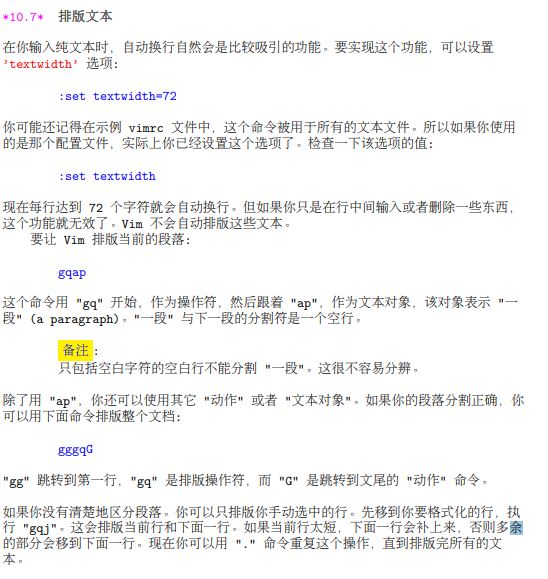 *10.7* 排版文本
在你输入纯文本时，自动换行自然会是比较吸引的功能。要实现这个功能，可以设置
'textwidth' 选项：
:set textwidth=72
你可能还记得在示例 vimrc 文件中，这个命令被用于所有的文本文件。所以如果你使用
的是那个配置文件，实际上你已经设置这个选项了。检查一下该选项的值：
:set textwidth
现在每行达到 72 个字符就会自动换行。但如果你只是在行中间输入或者删除一些东西，
这个功能就无效了。Vim 不会自动排版这些文本。
要让 Vim 排版当前的段落：
gqap
这个命令用 "gq" 开始，作为操作符，然后跟着 "ap"，作为文本对象，该对象表示 "一
段" (a paragraph)。"一段" 与下一段的分割符是一个空行。
备注：
只包括空白字符的空白行不能分割 "一段"。这很不容易分辨。
除了用 "ap"，你还可以使用其它 "动作" 或者 "文本对象"。如果你的段落分割正确，你
可以用下面命令排版整个文档：
gggqG
"gg" 跳转到第一行，"gq" 是排版操作符，而 "G" 是跳转到文尾的 "动作" 命令。
如果你没有清楚地区分段落。你可以只排版你手动选中的行。先移到你要格式化的行，执
行 "gqj"。这会排版当前行和下面一行。如果当前行太短，下面一行会补上来，否则多余
的部分会移到下面一行。现在你可以用 "." 命令重复这个操作，直到排版完所有的文
本。